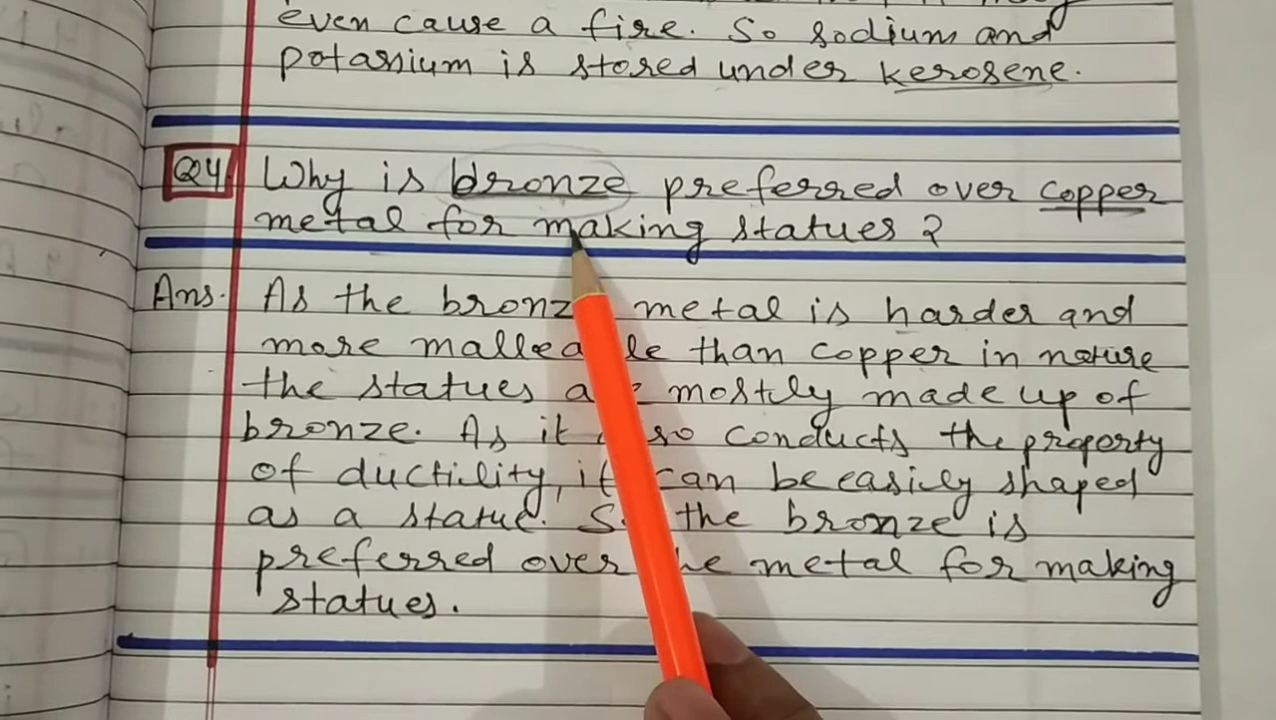 even cause a fire. So sodium and
potassium is stored under kerosene.
Q4. Why is bronze preferred over copper
metal for making statues ?
Ans. As the bronz metal is harder and
more mallea le than copper in nature
the statues a e mostly made up of
bronze. As it so conducts the property
of ductility, it can be easily shaped
as a statue. S the bronze is
preferred over he metal for making
statues.